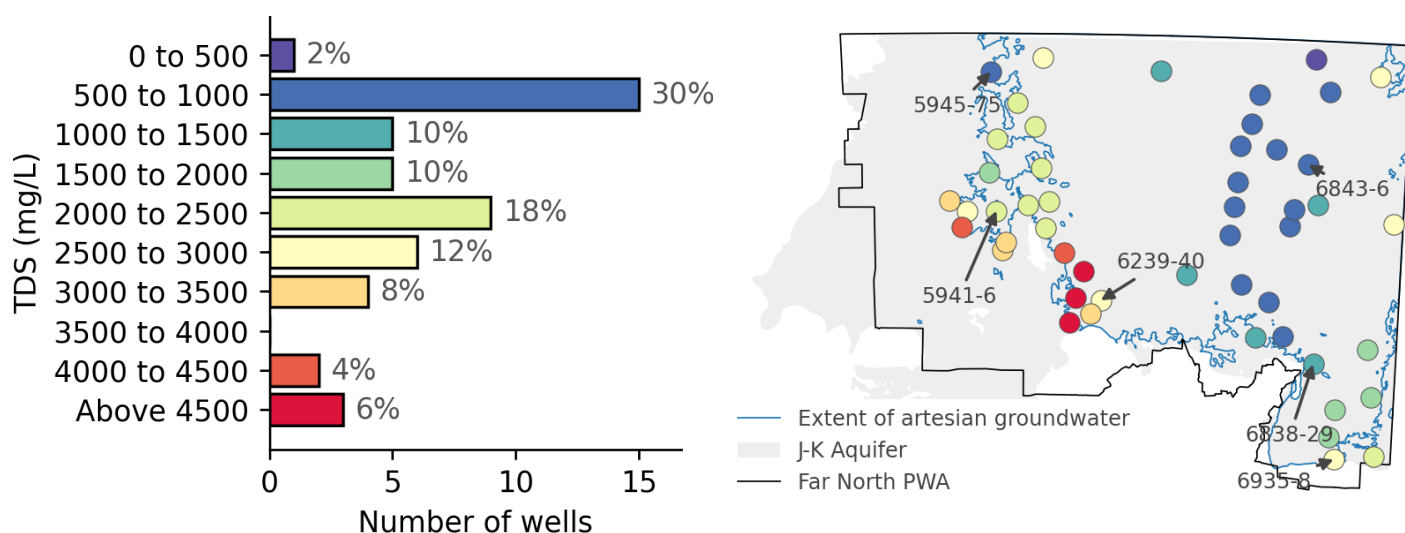 TDS (mg/L)
0 to 500
2%
500 to 1000
30%
1000 to 1500
10%
1500 to 2000
10%
2000 to 2500
18%
2500 to 3000
12%
3000 to 3500
8%
3500 to 4000
4000 to 4500
4%
Above 4500
6%
0
5
10
15
Number of wells
5945-75
6843-6
6239-40
5941-6
6838-29
6935-8
Extent of artesian groundwater
J-K Aquifer
Far North PWA